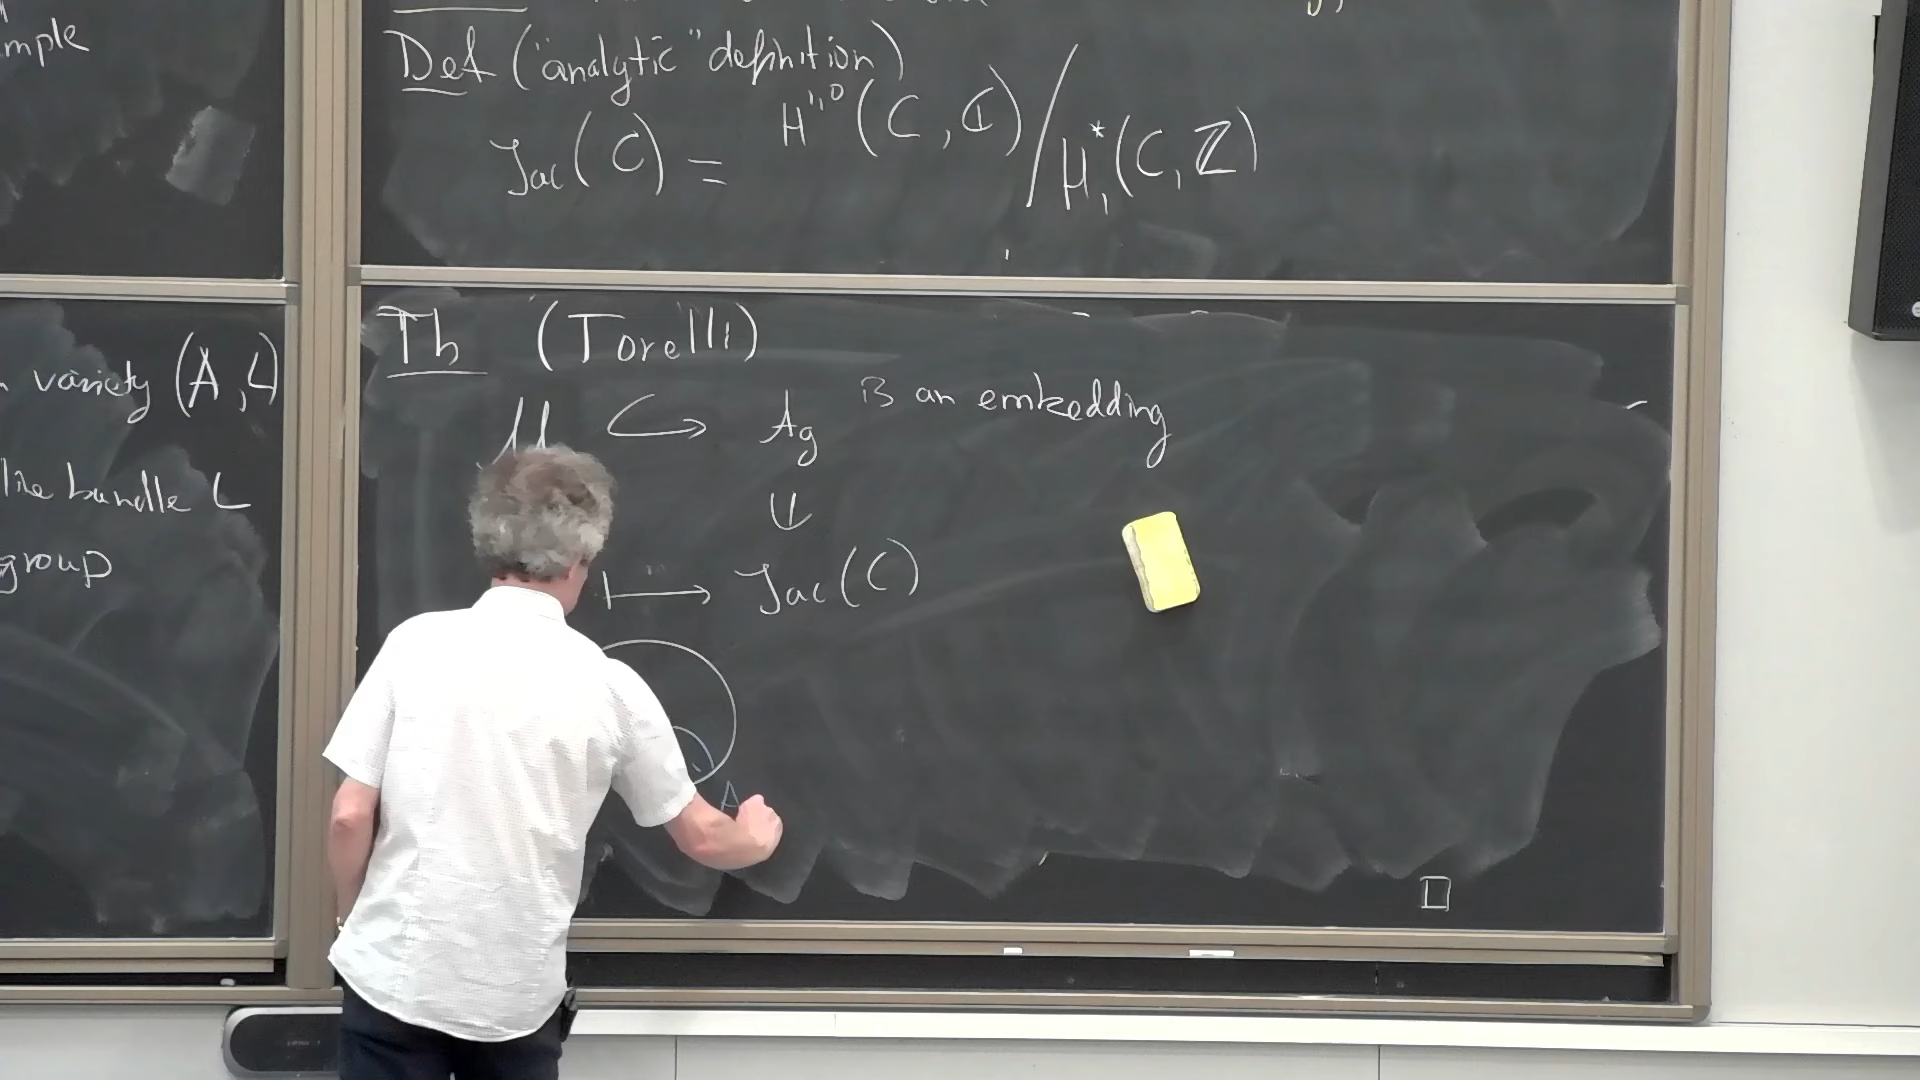 mple
variety (A, L)
line bundle L
group
Def ("analytic" definition)
Jac(C) = H^{1,0}(C, ℂ) / H_1^*(C, ℤ)
Th (Torelli)
M ↪ A_g is an embedding
ψ
↦ Jac(C)
A
□